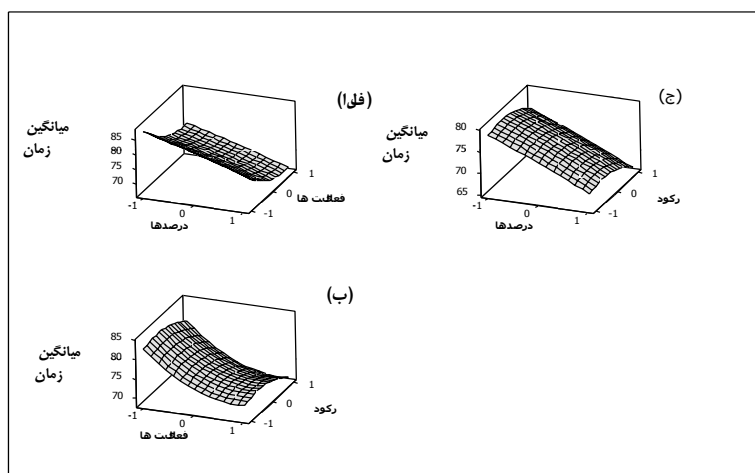 (الف)
میانگین
زمان
85
80
75
70
-1
0
1
درصدها
-1
0
1
فعالیت ها
(ج)
میانگین
زمان
80
75
70
65
-1
0
1
درصدها
-1
0
1
رکود
(ب)
میانگین
زمان
85
80
75
70
-1
0
1
فعالیت ها
-1
0
1
رکود